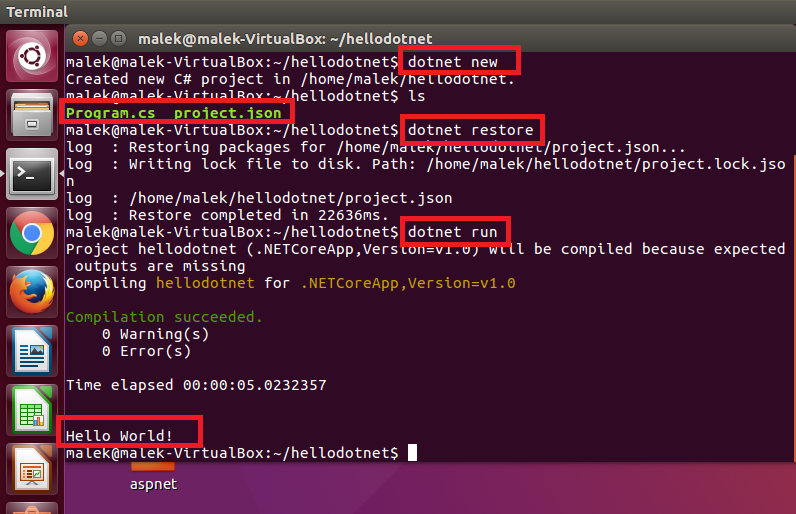 Terminal
malek@malek-VirtualBox: ~/hellodotnet
malek@malek-VirtualBox:~/hellodotnet$ dotnet new
Created new C# project in /home/malek/hellodotnet.
malek@malek-VirtualBox:~/hellodotnet$ ls
Program.cs  project.json
malek@malek-VirtualBox:~/hellodotnet$ dotnet restore
log  : Restoring packages for /home/malek/hellodotnet/project.json...
log  : Writing lock file to disk. Path: /home/malek/hellodotnet/project.lock.jso
n
log  : /home/malek/hellodotnet/project.json
log  : Restore completed in 22636ms.
malek@malek-VirtualBox:~/hellodotnet$ dotnet run
Project hellodotnet (.NETCoreApp,Version=v1.0) will be compiled because expected
 outputs are missing
Compiling hellodotnet for .NETCoreApp,Version=v1.0
Compilation succeeded.
    0 Warning(s)
    0 Error(s)
Time elapsed 00:00:05.0232357
Hello World!
malek@malek-VirtualBox:~/hellodotnet$
aspnet